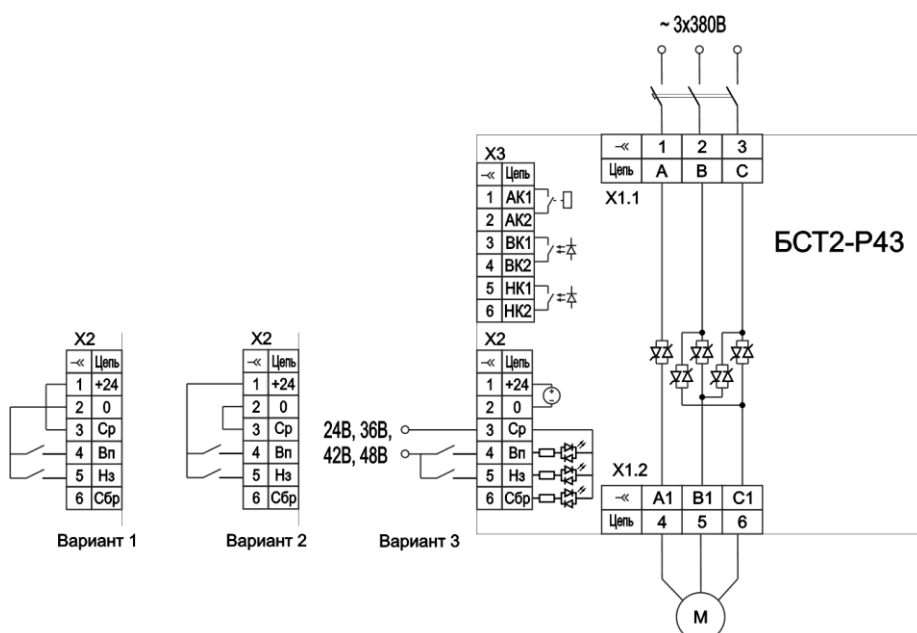 ~ 3x380В
1 2 3
Цепь A B C
X1.1
БСТ2-Р43
X3
Цепь
1 АК1
2 АК2
3 ВК1
4 ВК2
5 НК1
6 НК2
X2
Цепь
1 +24
2 0
3 Ср
4 Вп
5 Нз
6 Сбр
Вариант 1
X2
Цепь
1 +24
2 0
3 Ср
4 Вп
5 Нз
6 Сбр
Вариант 2
24В, 36В,
42В, 48В
X2
Цепь
1 +24
2 0
3 Ср
4 Вп
5 Нз
6 Сбр
Вариант 3
X1.2
A1 B1 C1
Цепь 4 5 6
М